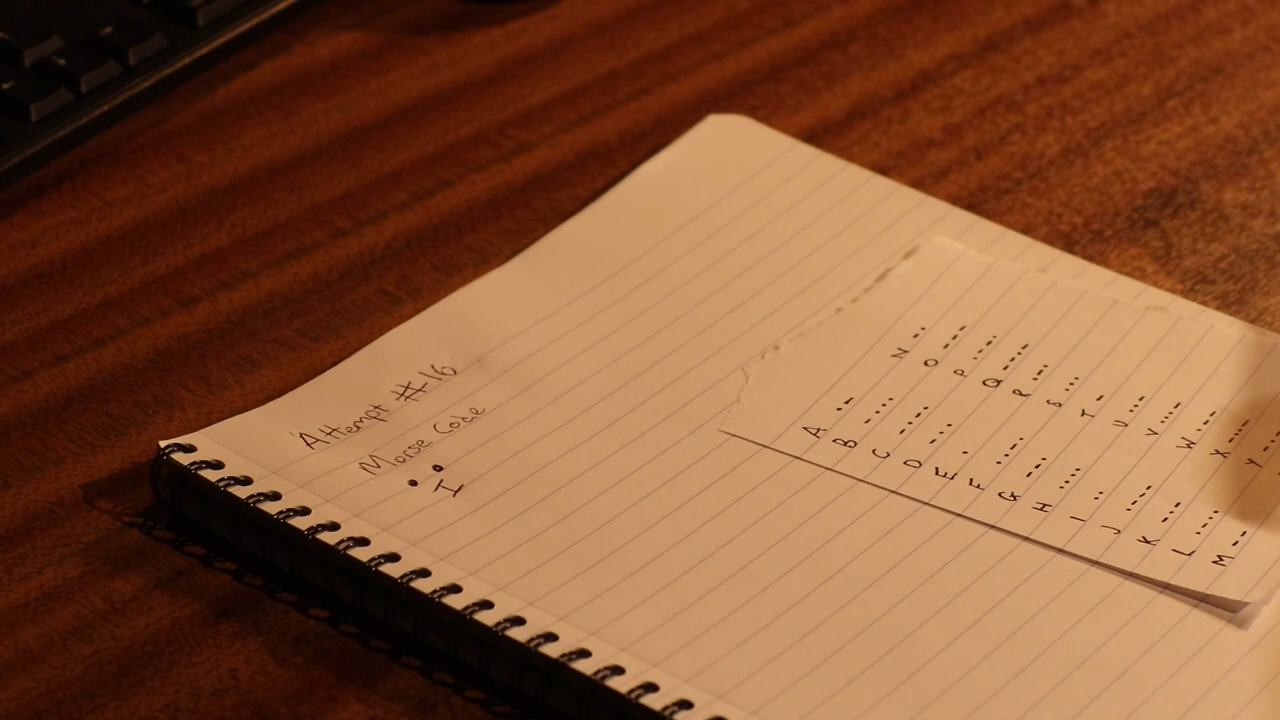 Attempt #16
Morse Code
• •
I
A .-
B -...
C -.-.
D -..
E .
F ..-.
G --.
H ....
I ..
J .---
K -.-
L .-..
M --
N -.
O ---
P .--.
Q --.-
R .-.
S ...
T -
U ..-
V ...-
W .--
X -..-
Y